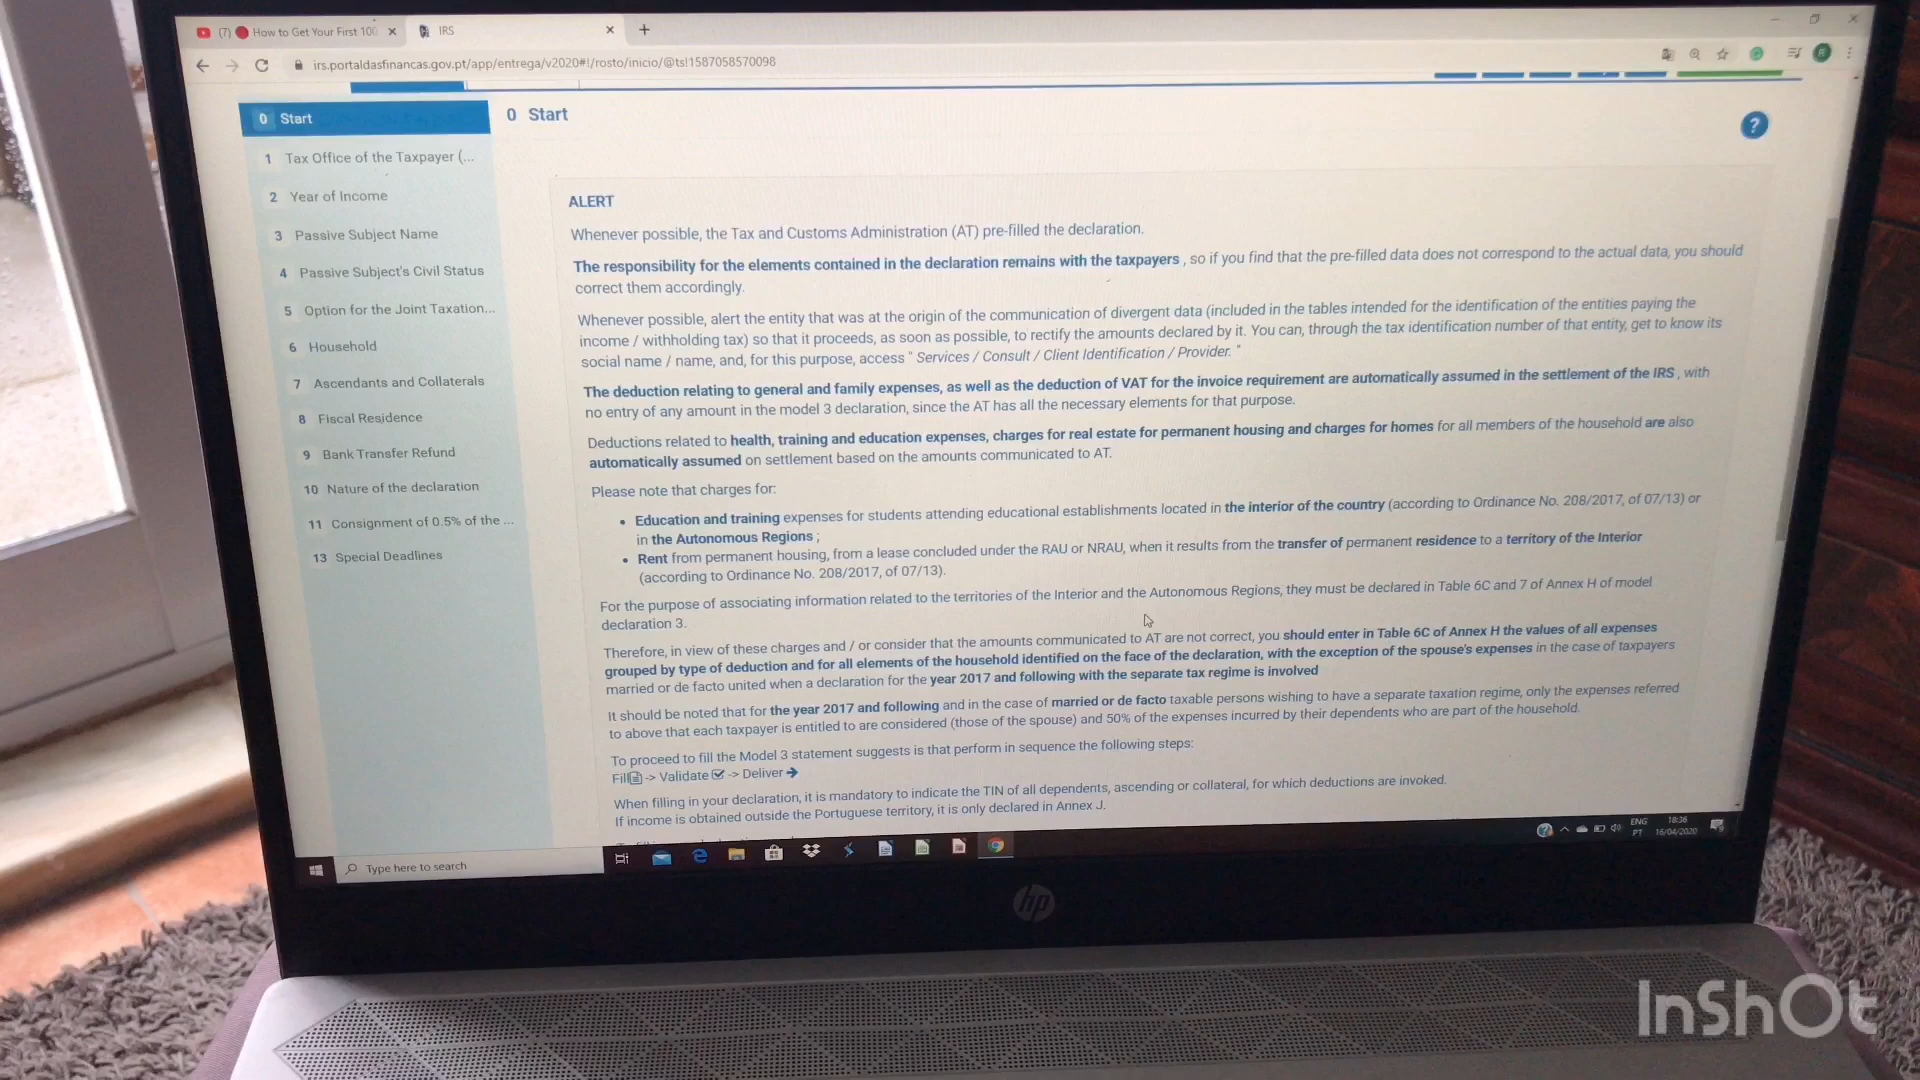 (7) How to Get Your First 100
IRS
irs.portaldasfinancas.gov.pt/app/entrega/v2020#!/rosto/inicio/@ts!1587058570098
0 Start
1 Tax Office of the Taxpayer (...
2 Year of Income
3 Passive Subject Name
4 Passive Subject's Civil Status
5 Option for the Joint Taxation...
6 Household
7 Ascendants and Collaterals
8 Fiscal Residence
9 Bank Transfer Refund
10 Nature of the declaration
11 Consignment of 0.5% of the ...
13 Special Deadlines
0 Start
?
ALERT
Whenever possible, the Tax and Customs Administration (AT) pre-filled the declaration.
The responsibility for the elements contained in the declaration remains with the taxpayers , so if you find that the pre-filled data does not correspond to the actual data, you should
correct them accordingly.
Whenever possible, alert the entity that was at the origin of the communication of divergent data (included in the tables intended for the identification of the entities paying the
income / withholding tax) so that it proceeds, as soon as possible, to rectify the amounts declared by it. You can, through the tax identification number of that entity, get to know its
social name / name, and, for this purpose, access " Services / Consult / Client Identification / Provider. "
The deduction relating to general and family expenses, as well as the deduction of VAT for the invoice requirement are automatically assumed in the settlement of the IRS , with
no entry of any amount in the model 3 declaration, since the AT has all the necessary elements for that purpose.
Deductions related to health, training and education expenses, charges for real estate for permanent housing and charges for homes for all members of the household are also
automatically assumed on settlement based on the amounts communicated to AT.
Please note that charges for:
• Education and training expenses for students attending educational establishments located in the interior of the country (according to Ordinance No. 208/2017, of 07/13) or
in the Autonomous Regions ;
• Rent from permanent housing, from a lease concluded under the RAU or NRAU, when it results from the transfer of permanent residence to a territory of the Interior
(according to Ordinance No. 208/2017, of 07/13).
For the purpose of associating information related to the territories of the Interior and the Autonomous Regions, they must be declared in Table 6C and 7 of Annex H of model
declaration 3.
Therefore, in view of these charges and / or consider that the amounts communicated to AT are not correct, you should enter in Table 6C of Annex H the values of all expenses
grouped by type of deduction and for all elements of the household identified on the face of the declaration, with the exception of the spouse's expenses in the case of taxpayers
married or de facto united when a declaration for the year 2017 and following with the separate tax regime is involved
It should be noted that for the year 2017 and following and in the case of married or de facto taxable persons wishing to have a separate taxation regime, only the expenses referred
to above that each taxpayer is entitled to are considered (those of the spouse) and 50% of the expenses incurred by their dependents who are part of the household.
To proceed to fill the Model 3 statement suggests is that perform in sequence the following steps:
Fill -> Validate -> Deliver
When filling in your declaration, it is mandatory to indicate the TIN of all dependents, ascending or collateral, for which deductions are invoked.
If income is obtained outside the Portuguese territory, it is only declared in Annex J.
Type here to search
ENG
PT
18:36
16/04/2020
hp
InShOt